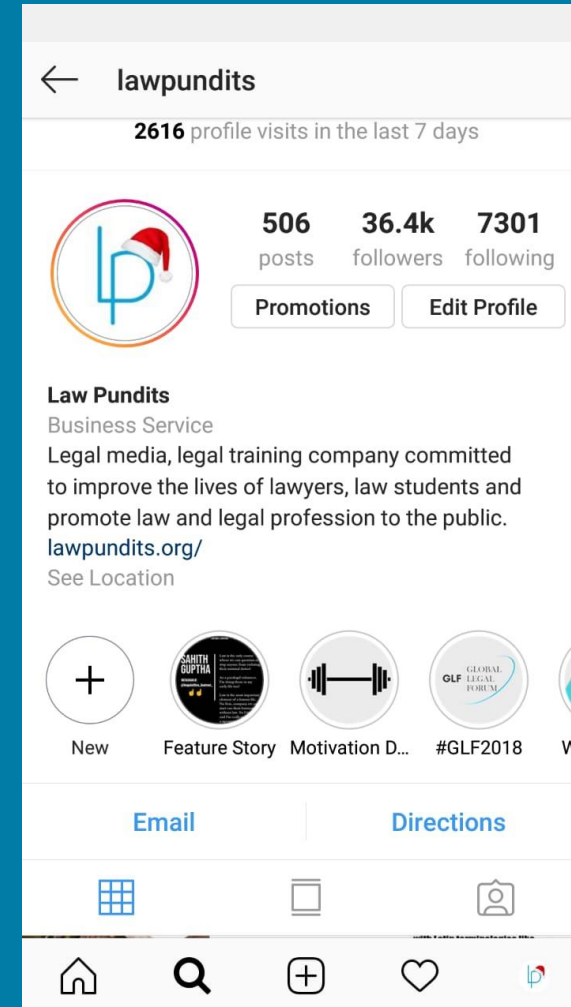 lawpundits
2616 profile visits in the last 7 days
506 36.4k 7301
posts followers following
Promotions Edit Profile
Law Pundits
Business Service
Legal media, legal training company committed
to improve the lives of lawyers, law students and
promote law and legal profession to the public.
lawpundits.org/
See Location
SAHITH
GUPTHA
GLF GLOBAL
LEGAL
FORUM
New Feature Story Motivation D... #GLF2018
Email Directions